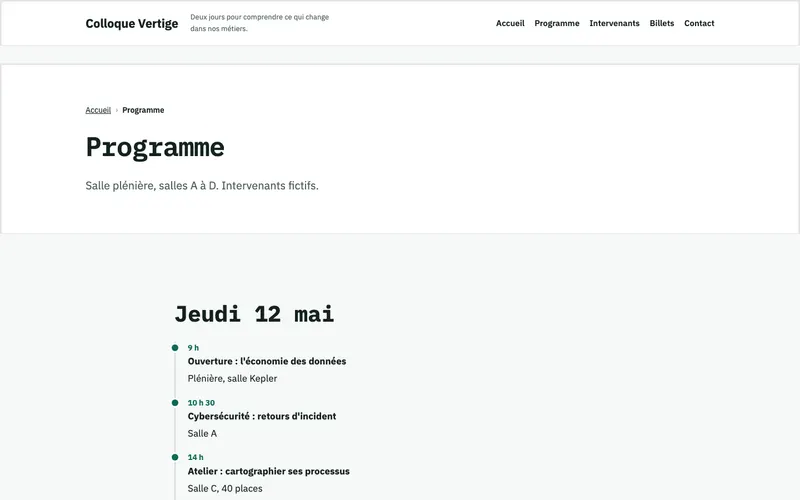 Colloque Vertige
Deux jours pour comprendre ce qui change
dans nos métiers.
Accueil Programme Intervenants Billets Contact
Accueil › Programme
Programme
Salle plénière, salles A à D. Intervenants fictifs.
Jeudi 12 mai
9 h
Ouverture : l'économie des données
Plénière, salle Kepler
10 h 30
Cybersécurité : retours d'incident
Salle A
14 h
Atelier : cartographier ses processus
Salle C, 40 places